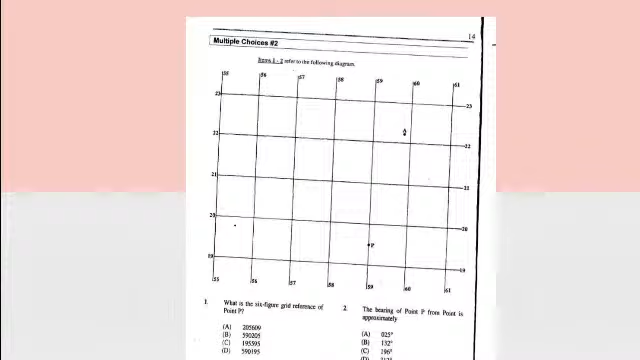 14
Multiple Choices #2
Items 1 - 2 refer to the following diagram.
55 56 57 58 59 60 61
23 23
22 22
21 21
20 20
P
19 19
55 56 57 58 59 60 61
1. What is the six-figure grid reference of
Point P?
(A) 205609
(B) 590205
(C) 195595
(D) 590195
2. The bearing of Point P from Point is
approximately
(A) 025°
(B) 132°
(C) 196°
(D)